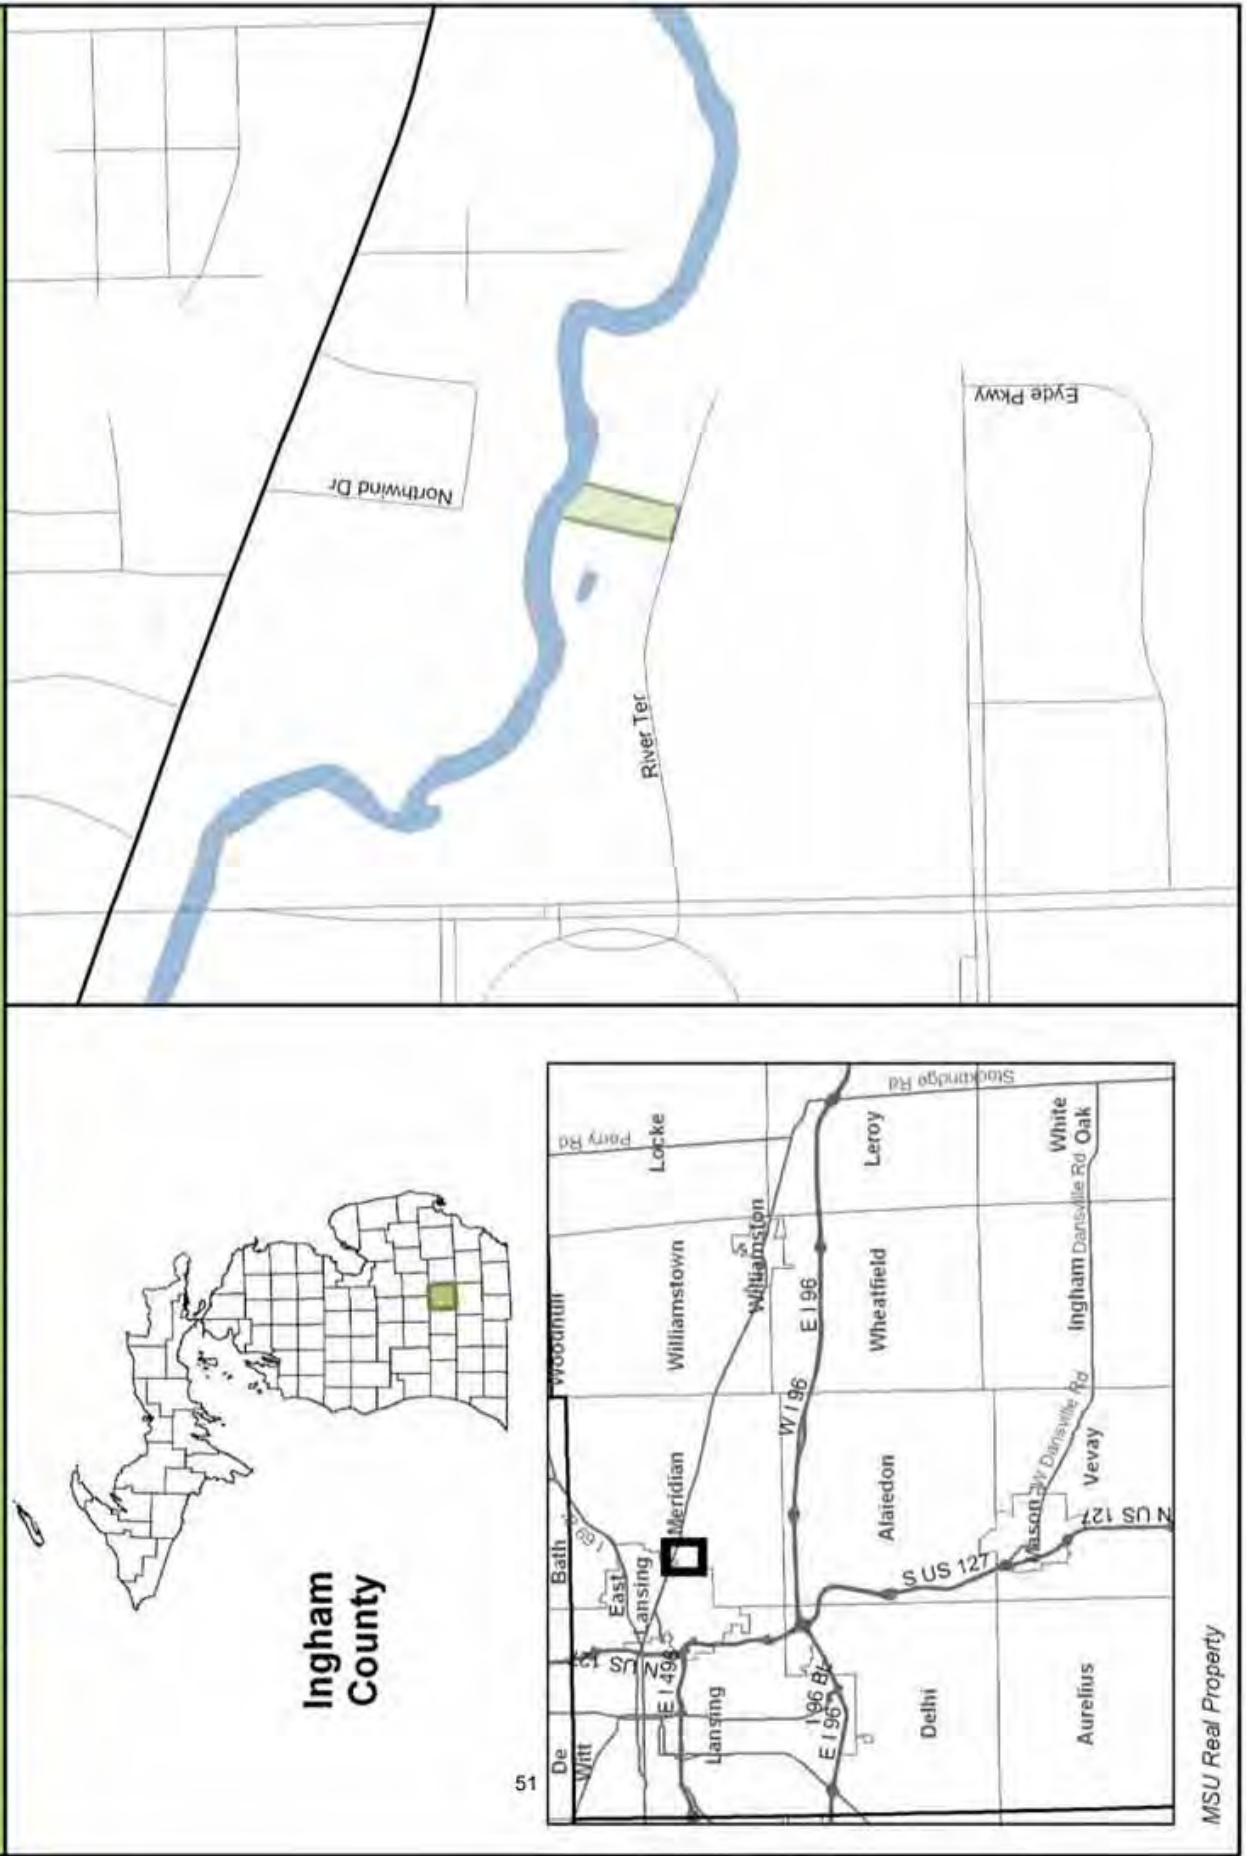 Ingham
County
51
De
Witt
Bath
Woodhull
I 69 BL
East
Lansing
Meridian
Williamstown
Williamston
Perry Rd
Locke
N US 127
E I 496
Lansing
I 96 BL
E I 96
W I 96
E I 96
Stockbridge Rd
Leroy
Wheatfield
Alaiedon
Delhi
S US 127
Mason
W Dansville Rd
Ingham
Dansville Rd
White
Oak
Vevay
N US 127
Aurelius
MSU Real Property
Northwind Dr
River Ter
Eyde Pkwy